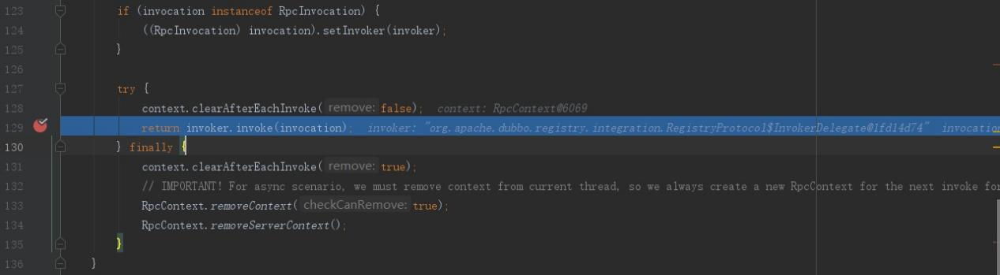 123 if (invocation instanceof RpcInvocation) {
124 ((RpcInvocation) invocation).setInvoker(invoker);
125 }
126
127 try {
128 context.clearAfterEachInvoke( remove: false); context: RpcContext@6069
129 return invoker.invoke(invocation); invoker: "org.apache.dubbo.registry.integration.RegistryProtocol$InvokerDelegate@1fd14d74" invocation
130 } finally {
131 context.clearAfterEachInvoke( remove: true);
132 // IMPORTANT! For async scenario, we must remove context from current thread, so we always create a new RpcContext for the next invoke for
133 RpcContext.removeContext( checkCanRemove: true);
134 RpcContext.removeServerContext();
135 }
136 }